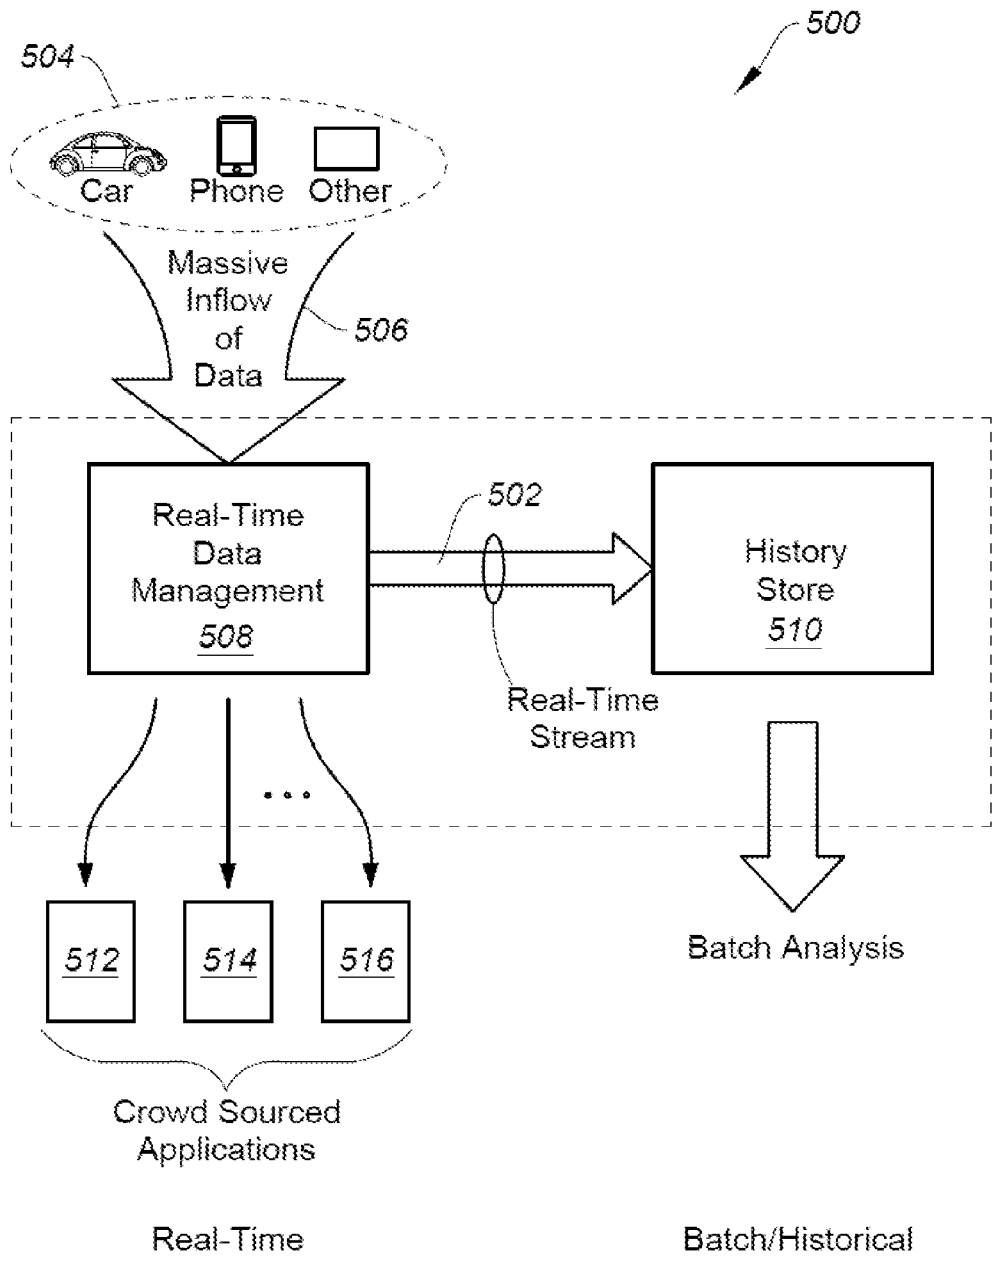 500
504
Car Phone Other
Massive
Inflow
of
Data
506
Real-Time
Data
Management
508
502
Real-Time
Stream
History
Store
510
...
512 514 516
Batch Analysis
Crowd Sourced
Applications
Real-Time
Batch/Historical